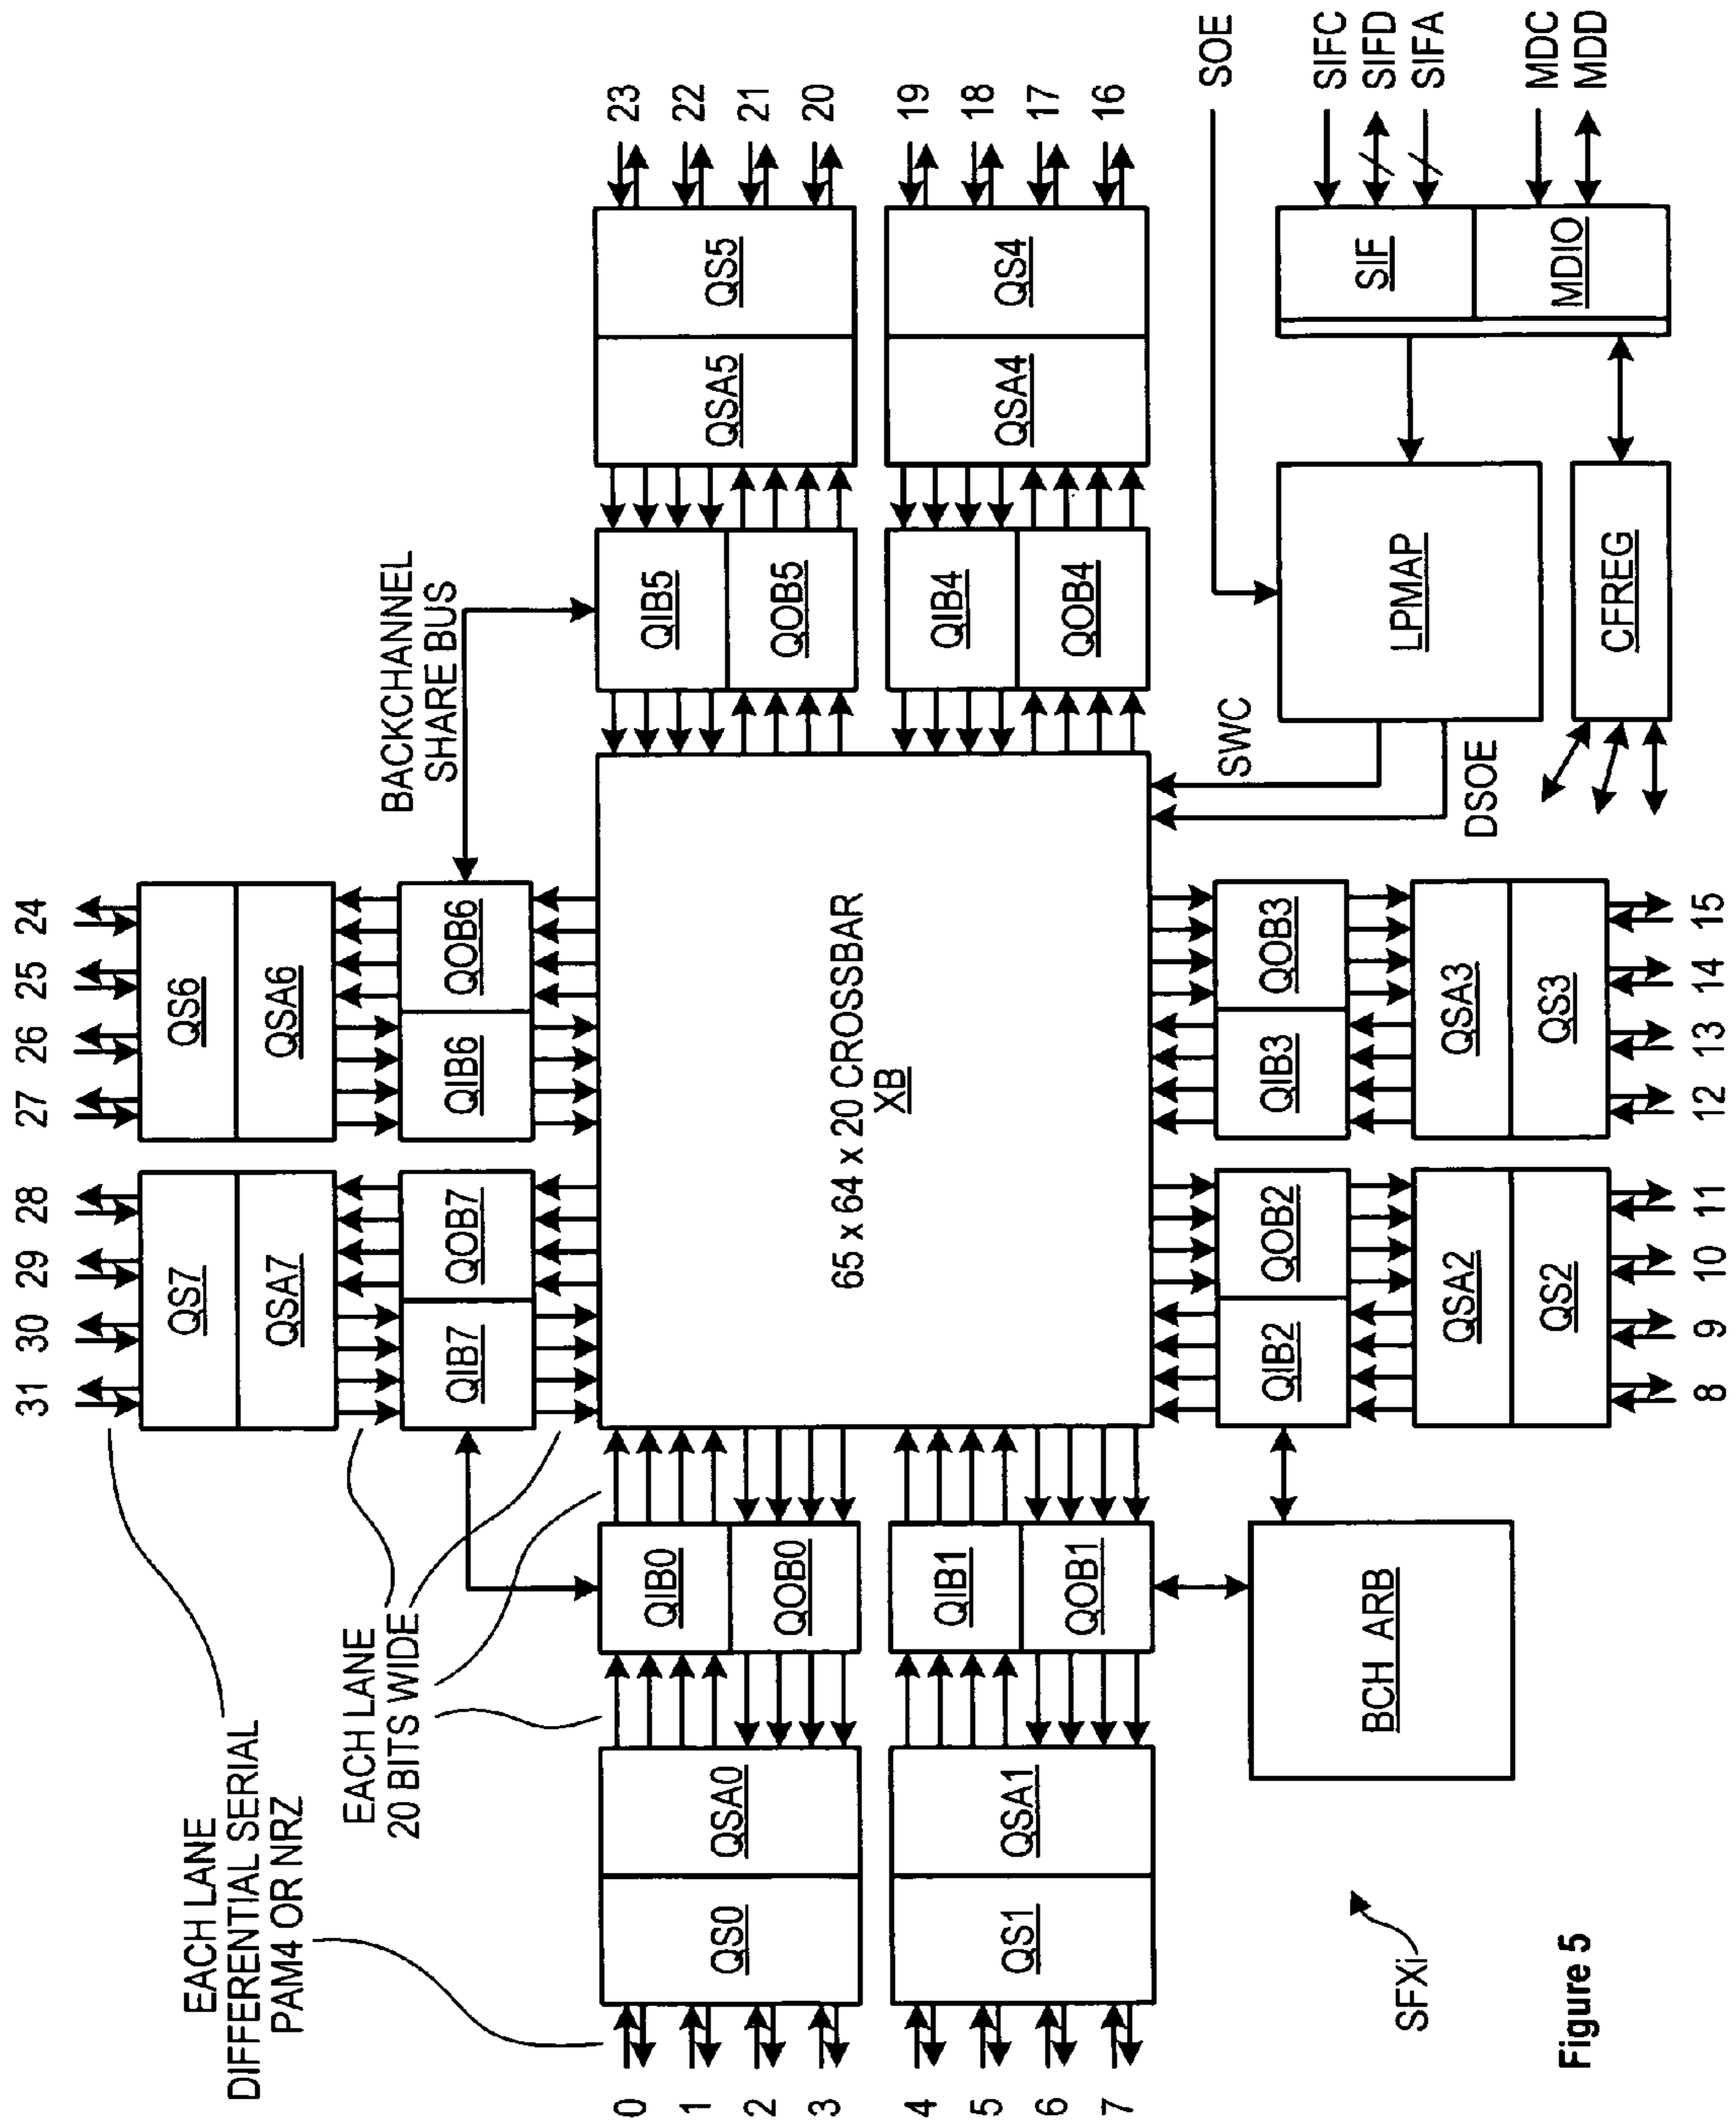 31 30 29 28 27 26 25 24
QS7
QS6
QSA7
QSA6
QIB7
QOB7
QIB6
QOB6
BACKCHANNEL
SHARE BUS
EACH LANE
DIFFERENTIAL SERIAL
PAM4 OR NRZ
EACH LANE
20 BITS WIDE
0
1
2
3
QS0
QSA0
QIB0
QOB0
4
5
6
7
QS1
QSA1
QIB1
QOB1
65 x 64 x 20 CROSSBAR
XB
QIB5
QOB5
QSA5
QS5
23
22
21
20
QIB4
QOB4
QSA4
QS4
19
18
17
16
BCH ARB
QIB2
QOB2
QIB3
QOB3
QSA2
QSA3
QS2
QS3
8 9 10 11 12 13 14 15
SWC
DSOE
LPMAP
CFREG
SIF
MDIO
SOE
SIFC
SIFD
SIFA
MDC
MDD
SFXi
Figure 5